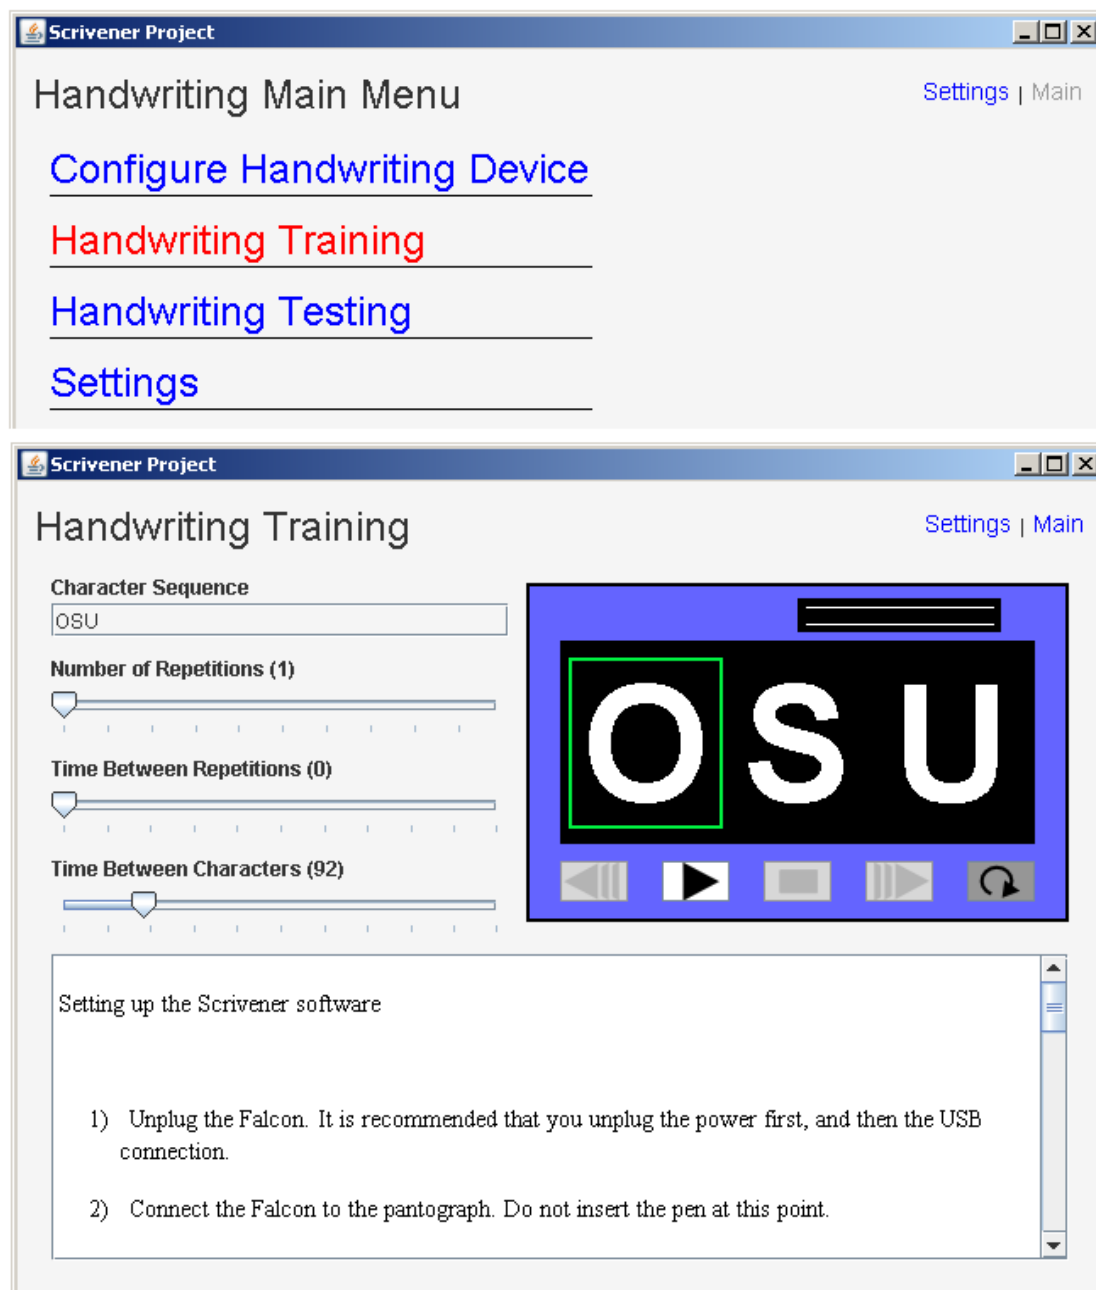 Scrivener Project
Handwriting Main Menu
Settings | Main
Configure Handwriting Device
Handwriting Training
Handwriting Testing
Settings
Scrivener Project
Handwriting Training
Settings | Main
Character Sequence
OSU
Number of Repetitions (1)
Time Between Repetitions (0)
Time Between Characters (92)
OSU
Setting up the Scrivener software
1) Unplug the Falcon. It is recommended that you unplug the power first, and then the USB
connection.
2) Connect the Falcon to the pantograph. Do not insert the pen at this point.